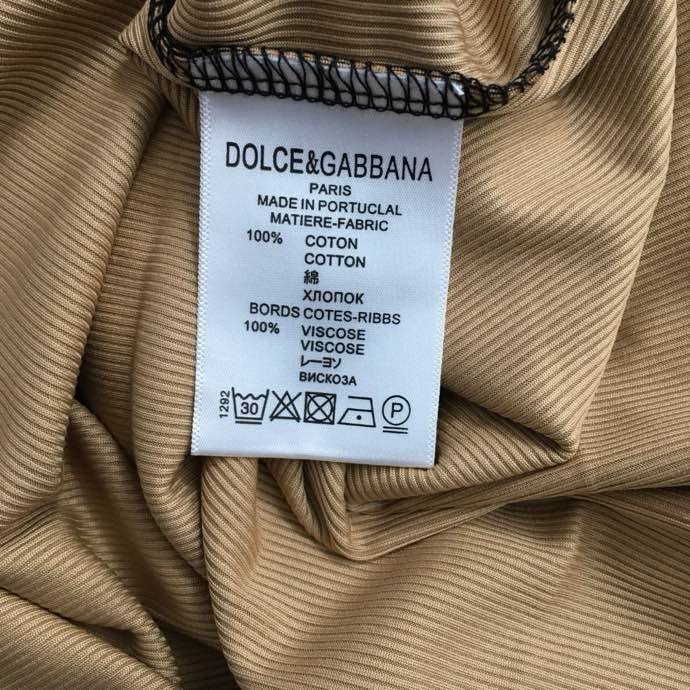 DOLCE&GABBANA
PARIS
MADE IN PORTUCLAL
MATIERE-FABRIC
100% COTON
COTTON
綿
ХЛОПОК
BORDS COTES-RIBBS
100% VISCOSE
VISCOSE
レーヨソ
ВИСКОЗА
1292 30 P